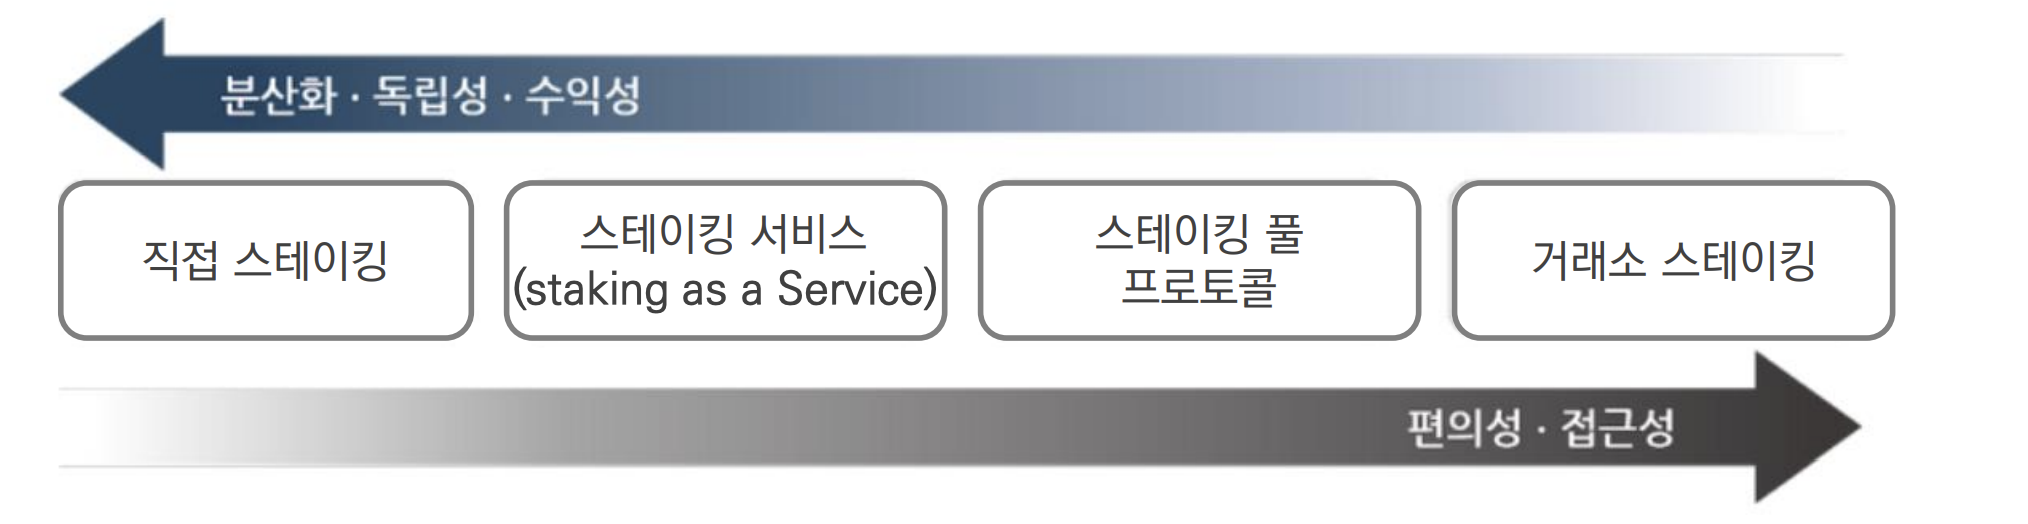 분산화 · 독립성 · 수익성
직접 스테이킹
스테이킹 서비스
(staking as a Service)
스테이킹 풀
프로토콜
거래소 스테이킹
편의성 · 접근성